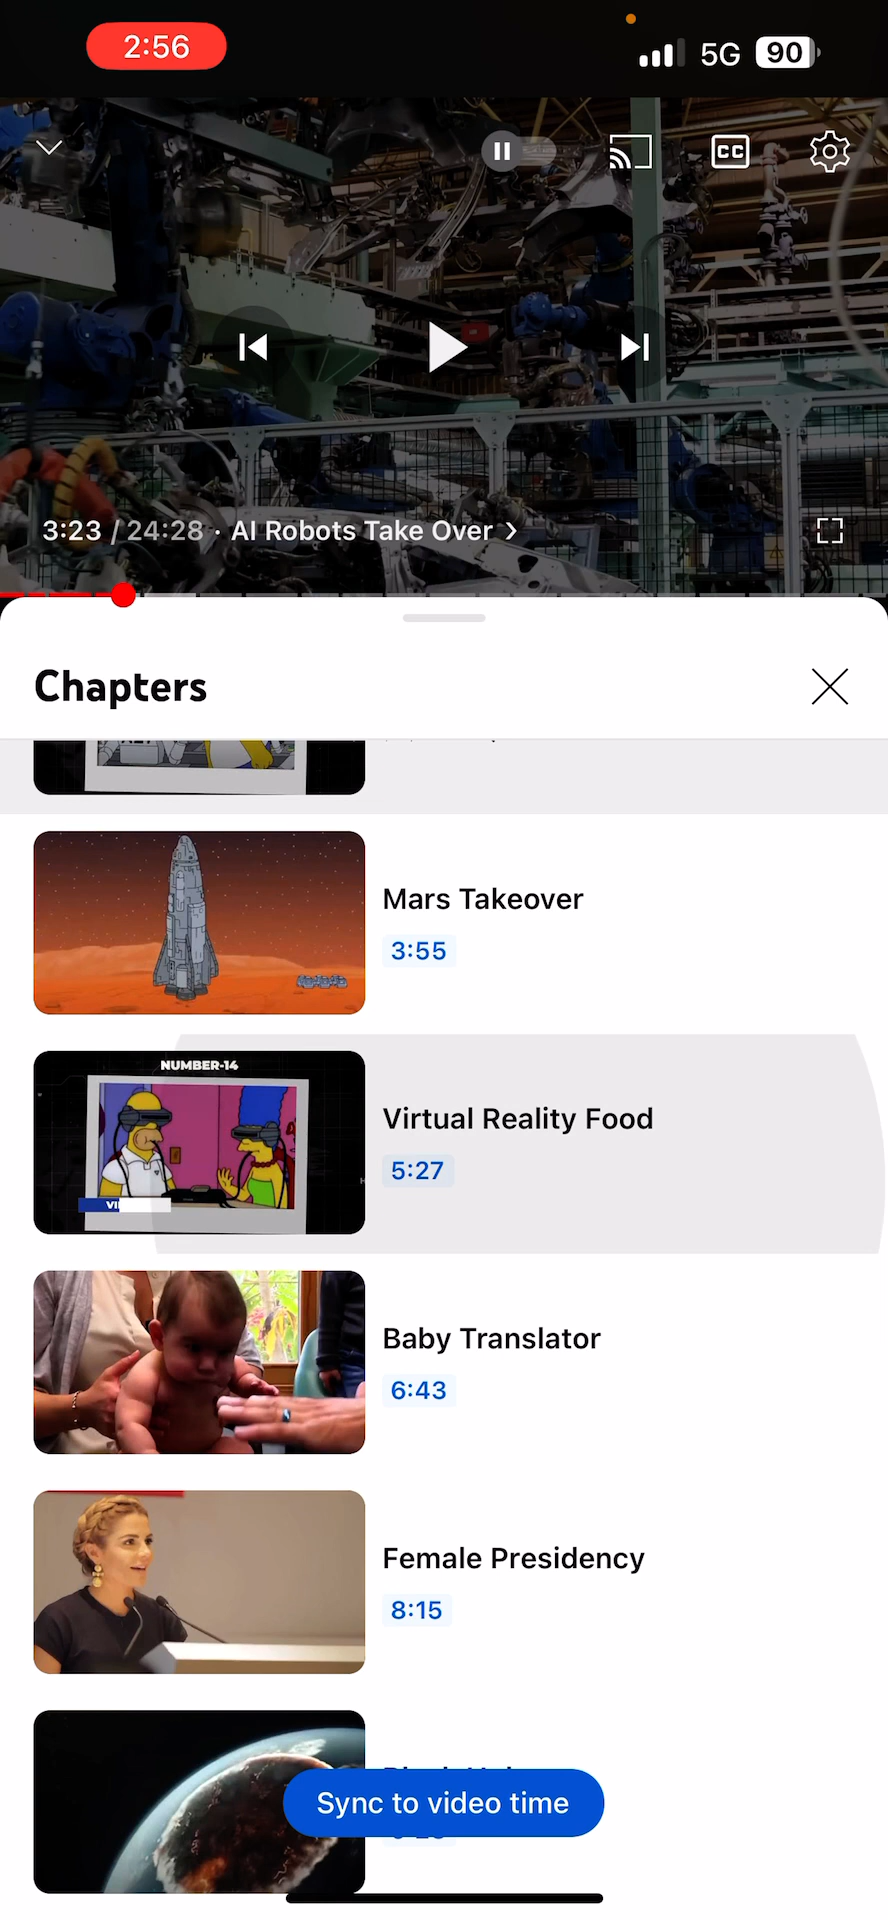 2:56
5G 90
CC
3:23 / 24:28 · AI Robots Take Over >
Chapters
Mars Takeover
3:55
NUMBER-14
Virtual Reality Food
5:27
Baby Translator
6:43
Female Presidency
8:15
Sync to video time